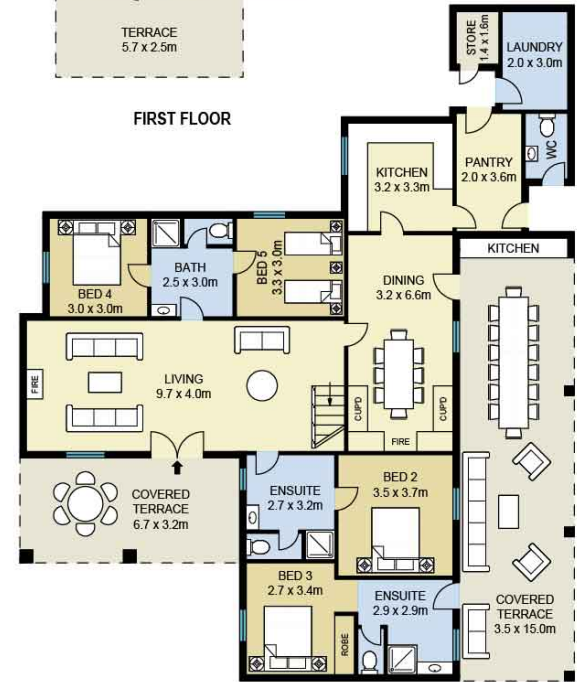 TERRACE
5.7 x 2.5m
FIRST FLOOR
STORE
1.4 x 1.6m
LAUNDRY
2.0 x 3.0m
KITCHEN
3.2 x 3.3m
PANTRY
2.0 x 3.6m
WC
KITCHEN
BED 4
3.0 x 3.0m
BATH
2.5 x 3.0m
BED 5
3.3 x 3.0m
DINING
3.2 x 6.6m
FIRE
LIVING
9.7 x 4.0m
CUP'D
FIRE
CUP'D
COVERED
TERRACE
6.7 x 3.2m
ENSUITE
2.7 x 3.2m
BED 2
3.5 x 3.7m
BED 3
2.7 x 3.4m
ROBE
ENSUITE
2.9 x 2.9m
COVERED
TERRACE
3.5 x 15.0m